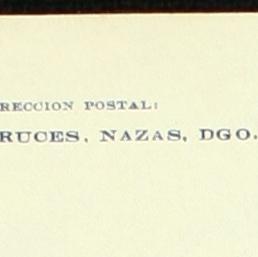 RECCION POSTAL:
RUCES, NAZAS, DGO.